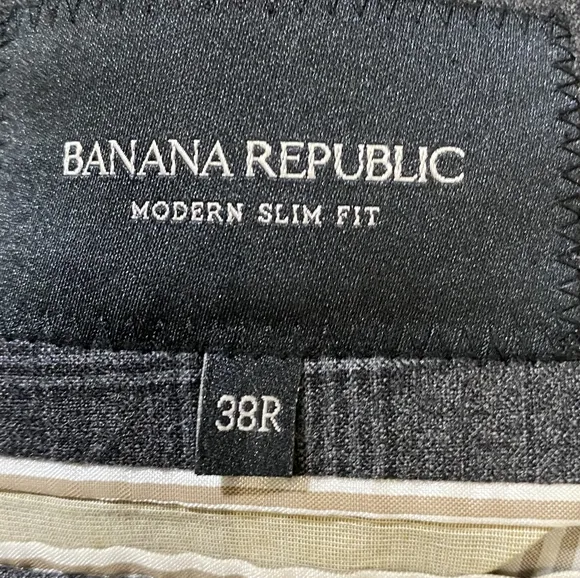 BANANA REPUBLIC
MODERN SLIM FIT
38R